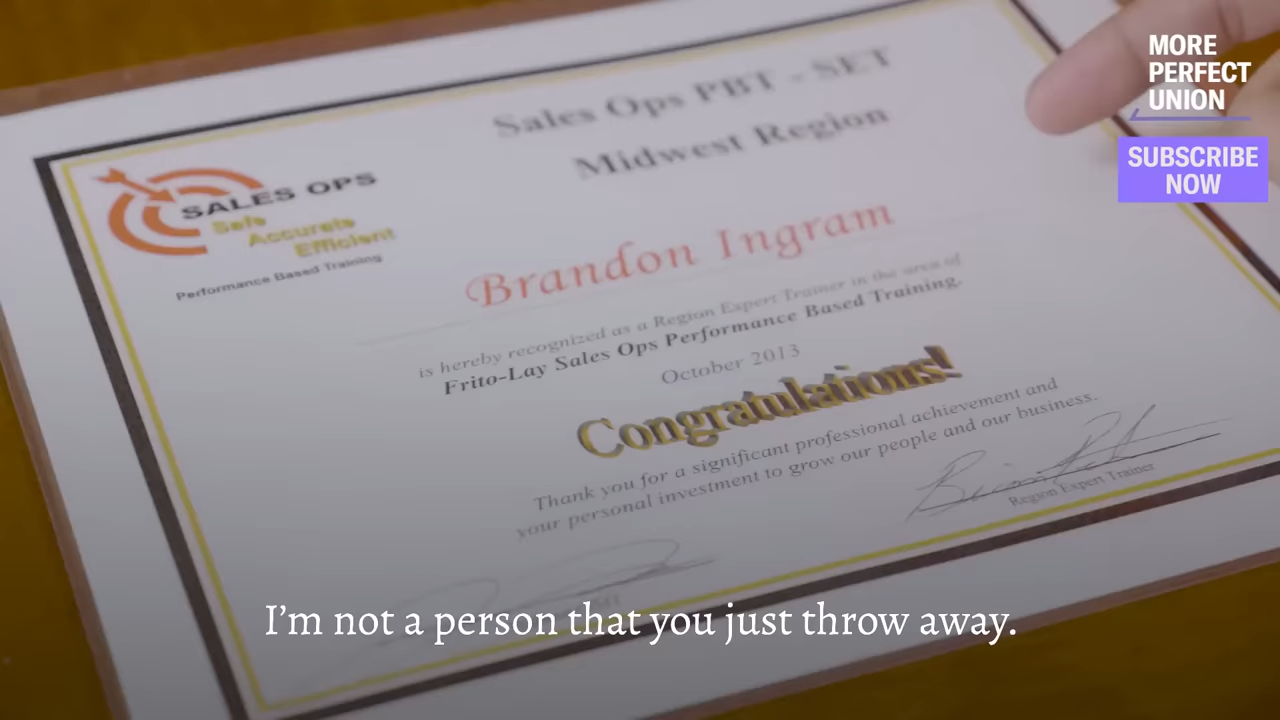 MORE
PERFECT
UNION
SUBSCRIBE
NOW
Sales Ops PBT - SET
Midwest Region
SALES OPS
Safe
Accurate
Efficient
Performance Based Training
Brandon Ingram
is hereby recognized as a Region Expert Trainer in the area of
Frito-Lay Sales Ops Performance Based Training.
October 2013
Congratulations!
Thank you for a significant professional achievement and
your personal investment to grow our people and our business.
Region Expert Trainer
I'm not a person that you just throw away.